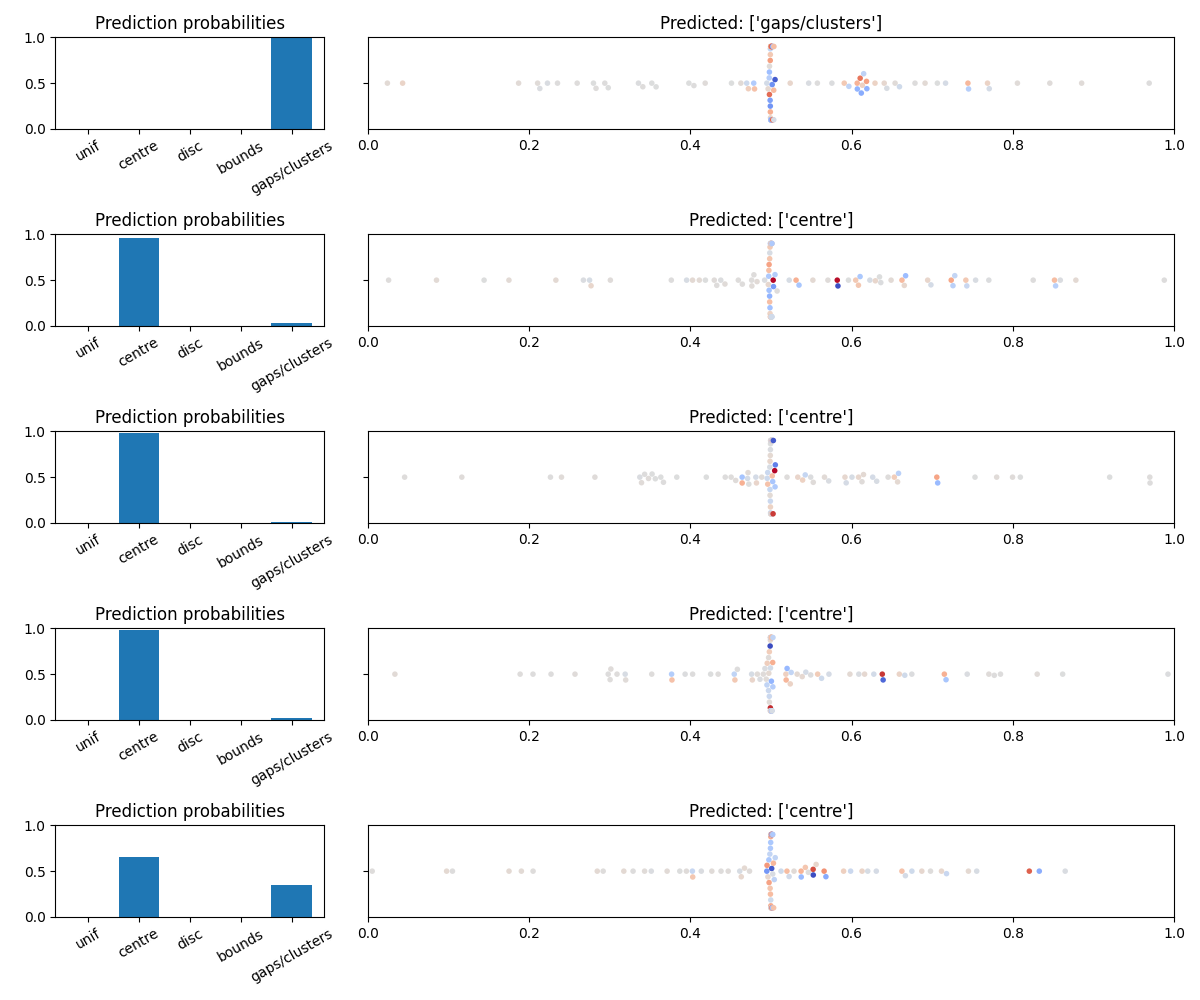 Prediction probabilities
Predicted: ['gaps/clusters']
1.0
0.5
0.0
unif
centre
disc
bounds
gaps/clusters
0.0 0.2 0.4 0.6 0.8 1.0
Prediction probabilities
Predicted: ['centre']
1.0
0.5
0.0
unif
centre
disc
bounds
gaps/clusters
0.0 0.2 0.4 0.6 0.8 1.0
Prediction probabilities
Predicted: ['centre']
1.0
0.5
0.0
unif
centre
disc
bounds
gaps/clusters
0.0 0.2 0.4 0.6 0.8 1.0
Prediction probabilities
Predicted: ['centre']
1.0
0.5
0.0
unif
centre
disc
bounds
gaps/clusters
0.0 0.2 0.4 0.6 0.8 1.0
Prediction probabilities
Predicted: ['centre']
1.0
0.5
0.0
unif
centre
disc
bounds
gaps/clusters
0.0 0.2 0.4 0.6 0.8 1.0